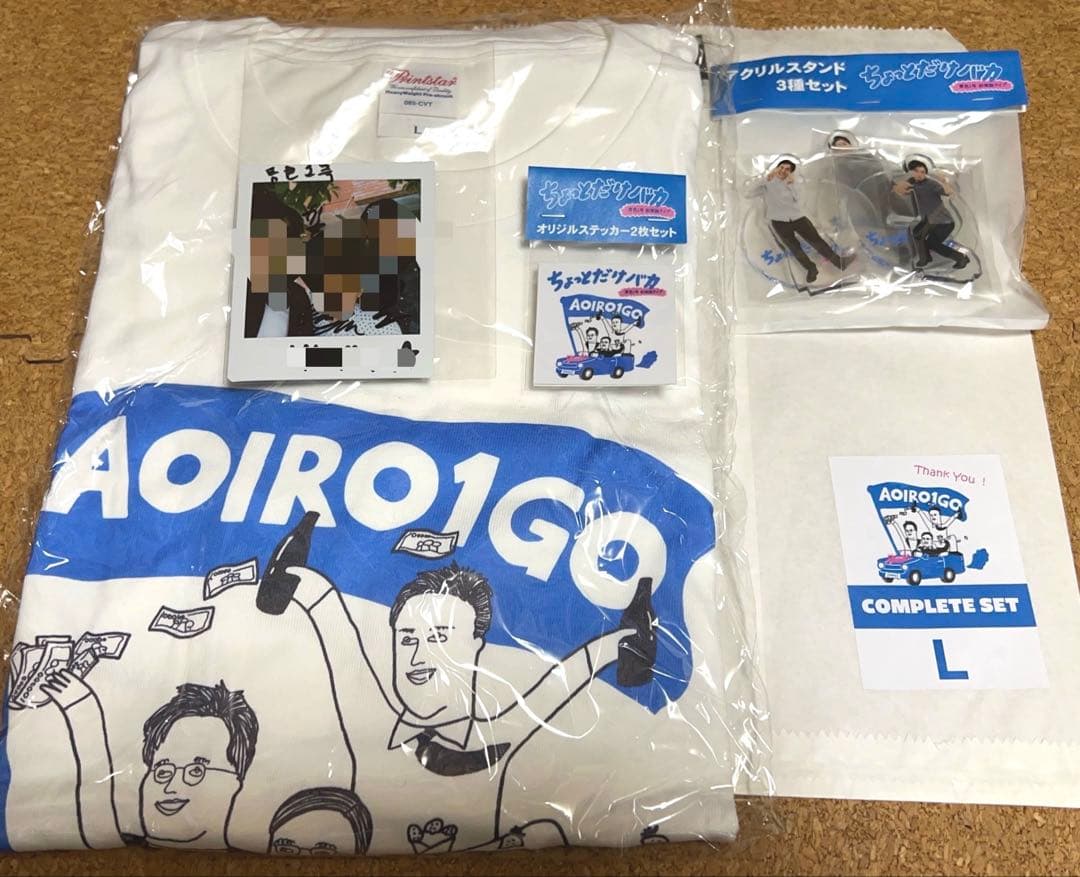 Printstar
HeavyWeight
085-CVT
L
ちょっとだけバカ
オリジルステッカー2枚セット
ちょっとだけバカ
AOIRO1GO
アクリルスタンド
3種セット
ちょっとだけバカ
AOIRO1GO
Thank You !
AOIRO1GO
COMPLETE SET
L